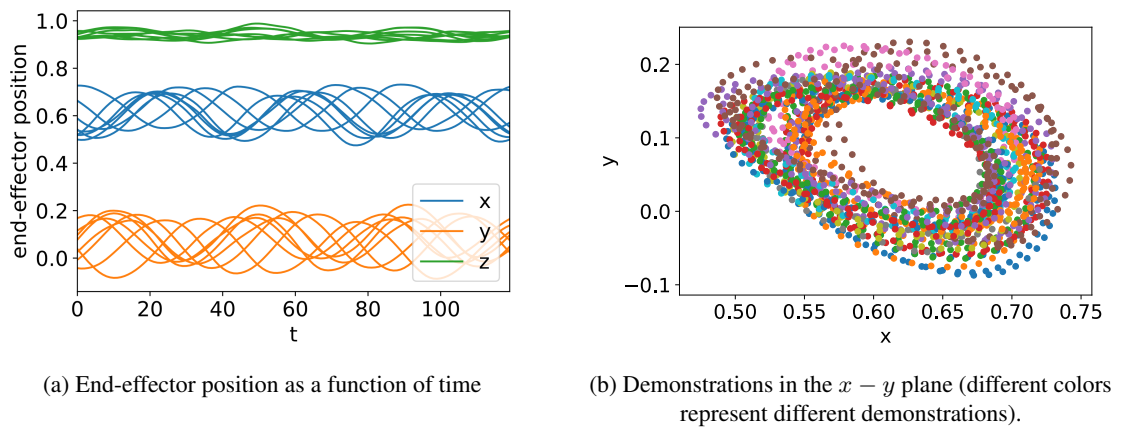 1.0
0.8
0.6
0.4
0.2
0.0
end-effector position
0 20 40 60 80 100
t
x
y
z
0.2
0.1
0.0
−0.1
y
0.50 0.55 0.60 0.65 0.70 0.75
x
(a) End-effector position as a function of time
(b) Demonstrations in the x − y plane (different colors
represent different demonstrations).